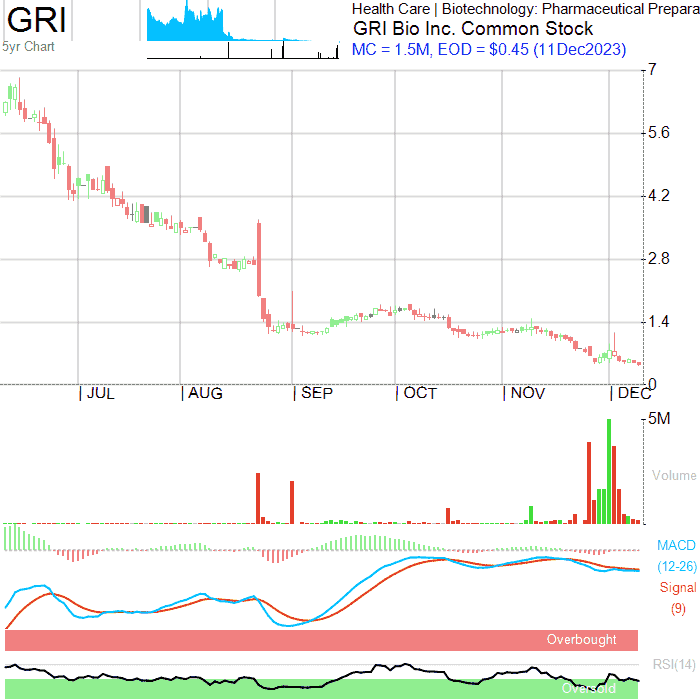 GRI
5yr Chart
Health Care | Biotechnology: Pharmaceutical Prepara
GRI Bio Inc. Common Stock
MC = 1.5M, EOD = $0.45 (11Dec2023)
7
5.6
4.2
2.8
1.4
0
JUL AUG SEP OCT NOV DEC
5M
Volume
MACD
(12-26)
Signal
(9)
Overbought
RSI(14)
Oversold